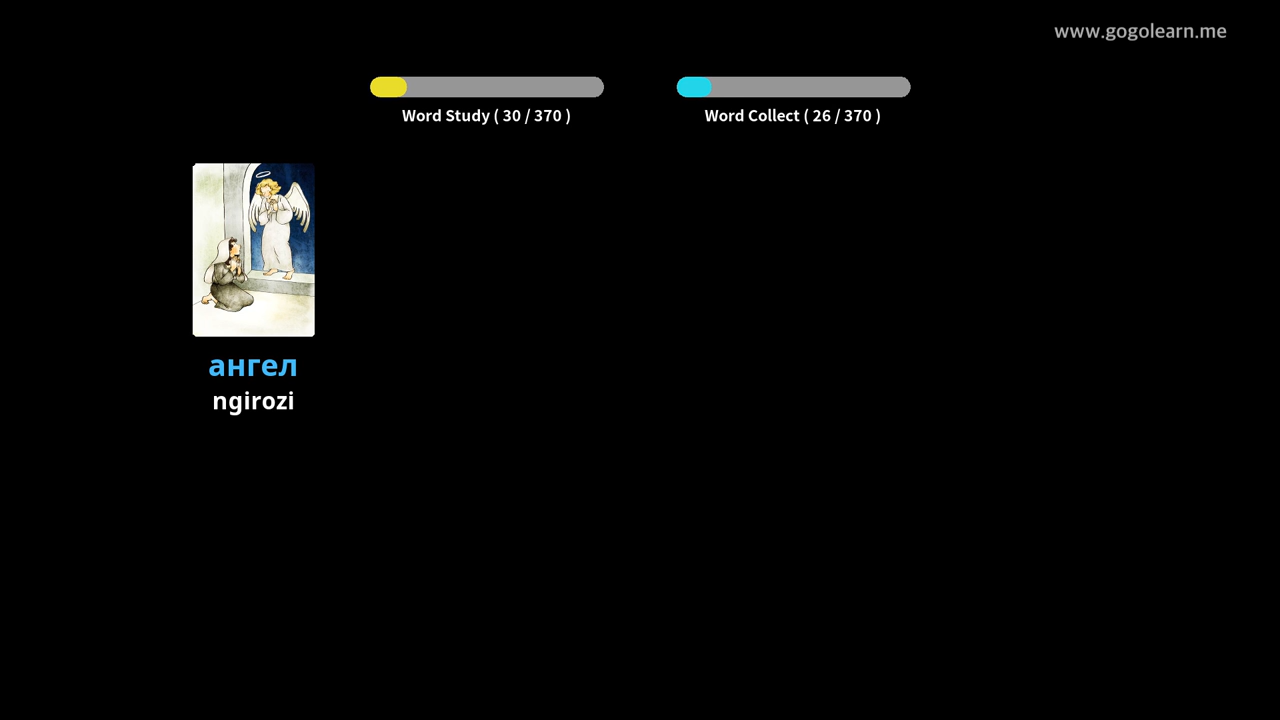 www.gogolearn.me
Word Study ( 30 / 370 )
Word Collect ( 26 / 370 )
ангел
ngirozi